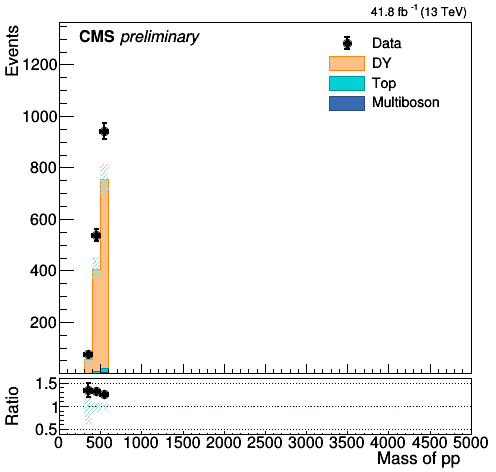 41.8 fb⁻¹ (13 TeV)
CMS preliminary
Data
DY
Top
Multiboson
Events
1200
1000
800
600
400
200
Ratio
1.5
1
0.5
0 500 1000 1500 2000 2500 3000 3500 4000 4500 5000
Mass of pp